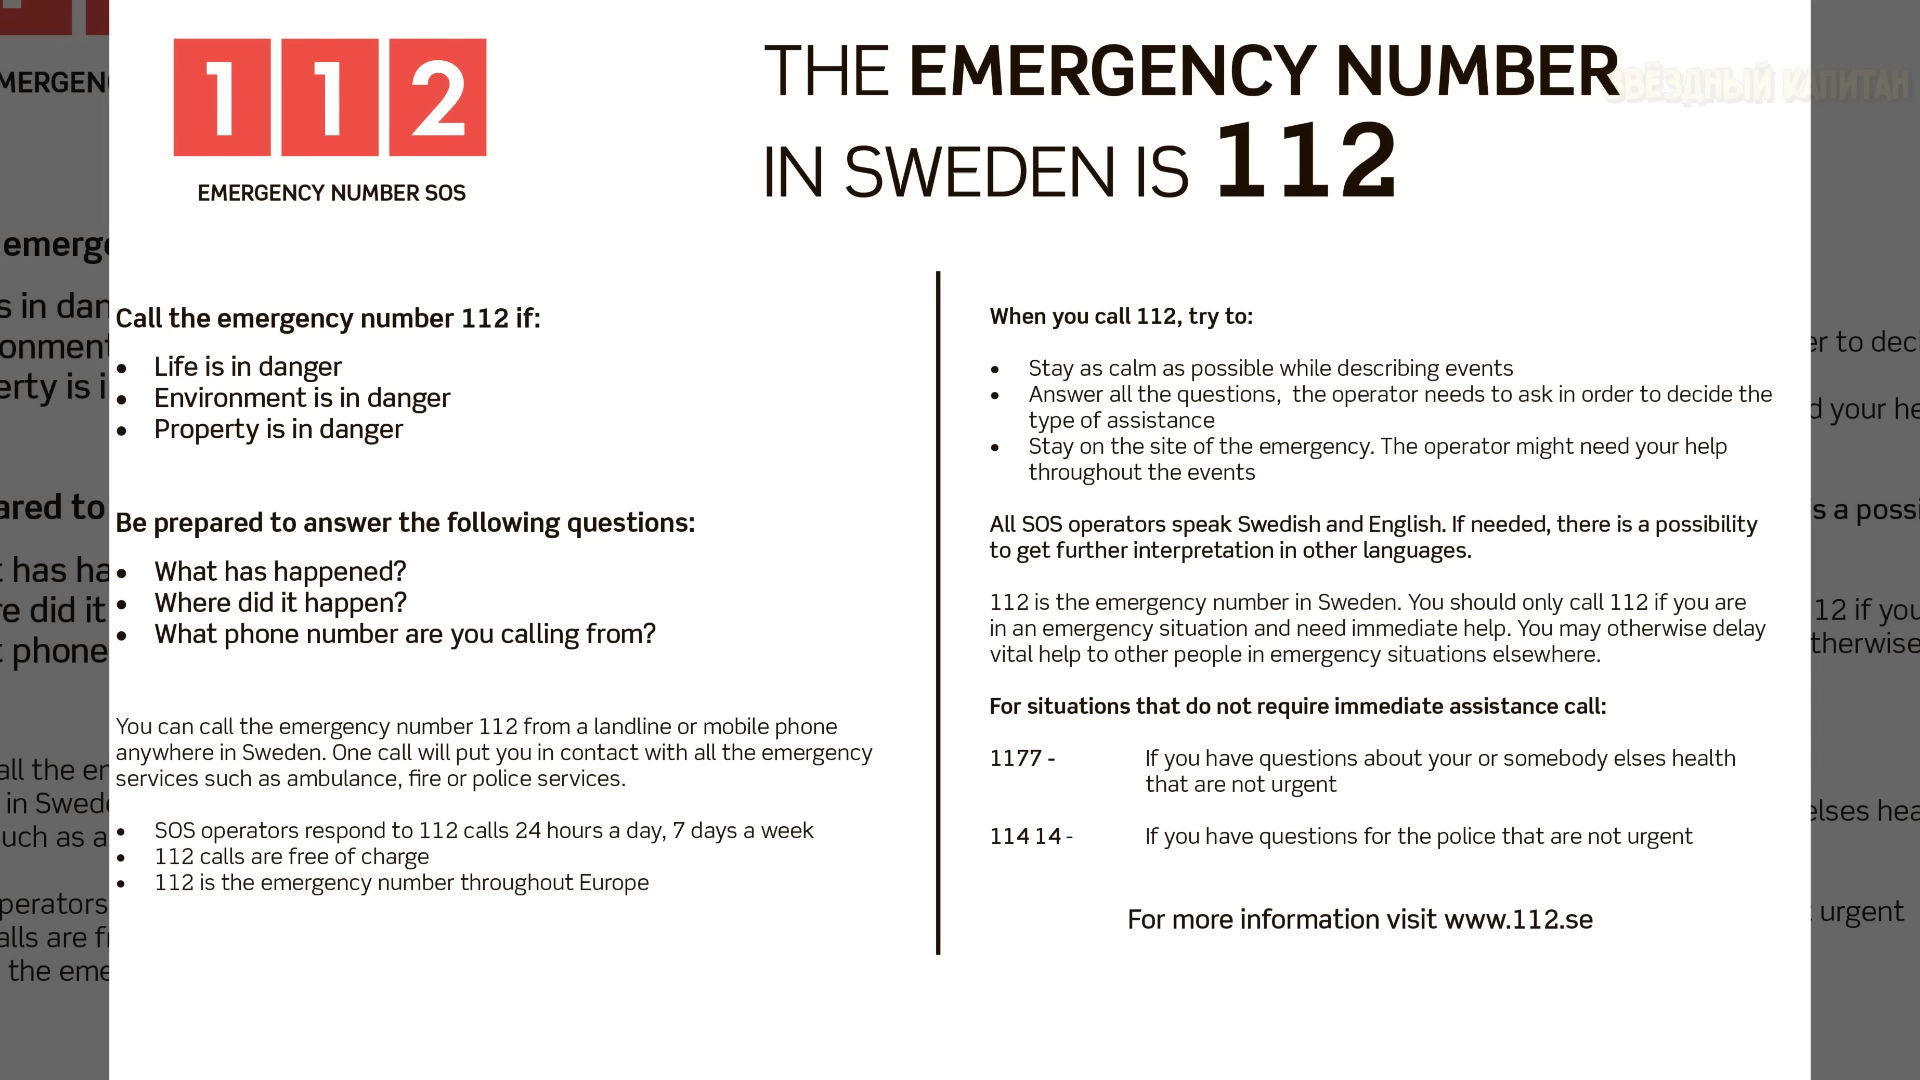 112
EMERGENCY NUMBER SOS
THE EMERGENCY NUMBER
IN SWEDEN IS 112
ЗВЁЗДНЫЙ КАПИТАН
Call the emergency number 112 if:
• Life is in danger
• Environment is in danger
• Property is in danger
Be prepared to answer the following questions:
• What has happened?
• Where did it happen?
• What phone number are you calling from?
You can call the emergency number 112 from a landline or mobile phone
anywhere in Sweden. One call will put you in contact with all the emergency
services such as ambulance, fire or police services.
• SOS operators respond to 112 calls 24 hours a day, 7 days a week
• 112 calls are free of charge
• 112 is the emergency number throughout Europe
When you call 112, try to:
• Stay as calm as possible while describing events
• Answer all the questions, the operator needs to ask in order to decide the
type of assistance
• Stay on the site of the emergency. The operator might need your help
throughout the events
All SOS operators speak Swedish and English. If needed, there is a possibility
to get further interpretation in other languages.
112 is the emergency number in Sweden. You should only call 112 if you are
in an emergency situation and need immediate help. You may otherwise delay
vital help to other people in emergency situations elsewhere.
For situations that do not require immediate assistance call:
1177 - If you have questions about your or somebody elses health
that are not urgent
114 14 - If you have questions for the police that are not urgent
For more information visit www.112.se